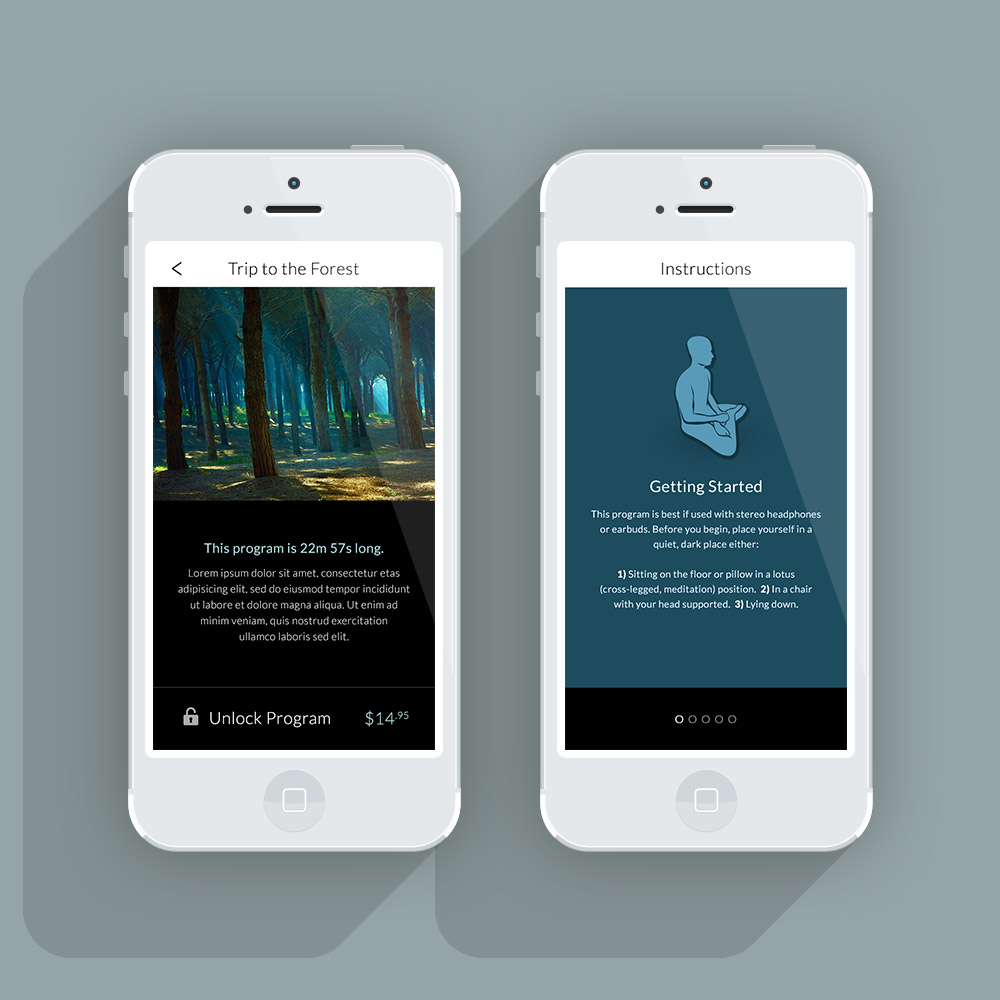 Trip to the Forest
This program is 22m 57s long.
Lorem ipsum dolor sit amet, consectetur etas
adipisicing elit, sed do eiusmod tempor incididunt
ut labore et dolore magna aliqua. Ut enim ad
minim veniam, quis nostrud exercitation
ullamco laboris sed elit.
Unlock Program $14.95
Instructions
Getting Started
This program is best if used with stereo headphones
or earbuds. Before you begin, place yourself in a
quiet, dark place either:
1) Sitting on the floor or pillow in a lotus
(cross-legged, meditation) position. 2) In a chair
with your head supported. 3) Lying down.